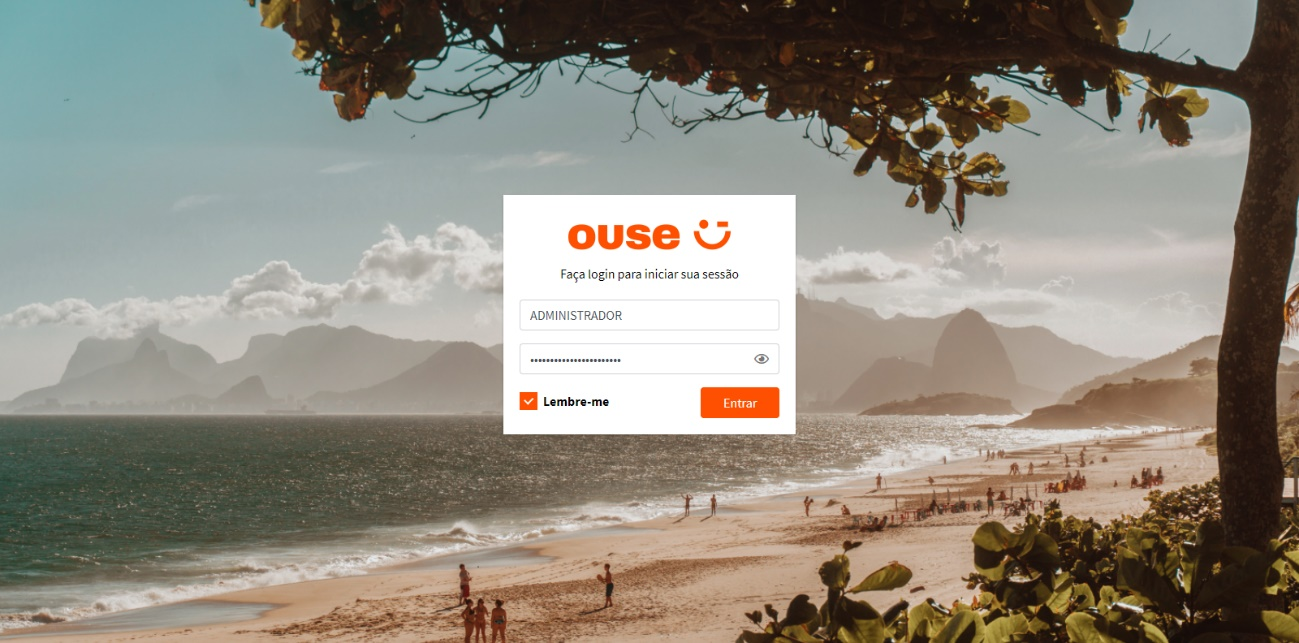 ouse
Faça login para iniciar sua sessão
ADMINISTRADOR
•••••••••••••••••••••••
Lembre-me
Entrar